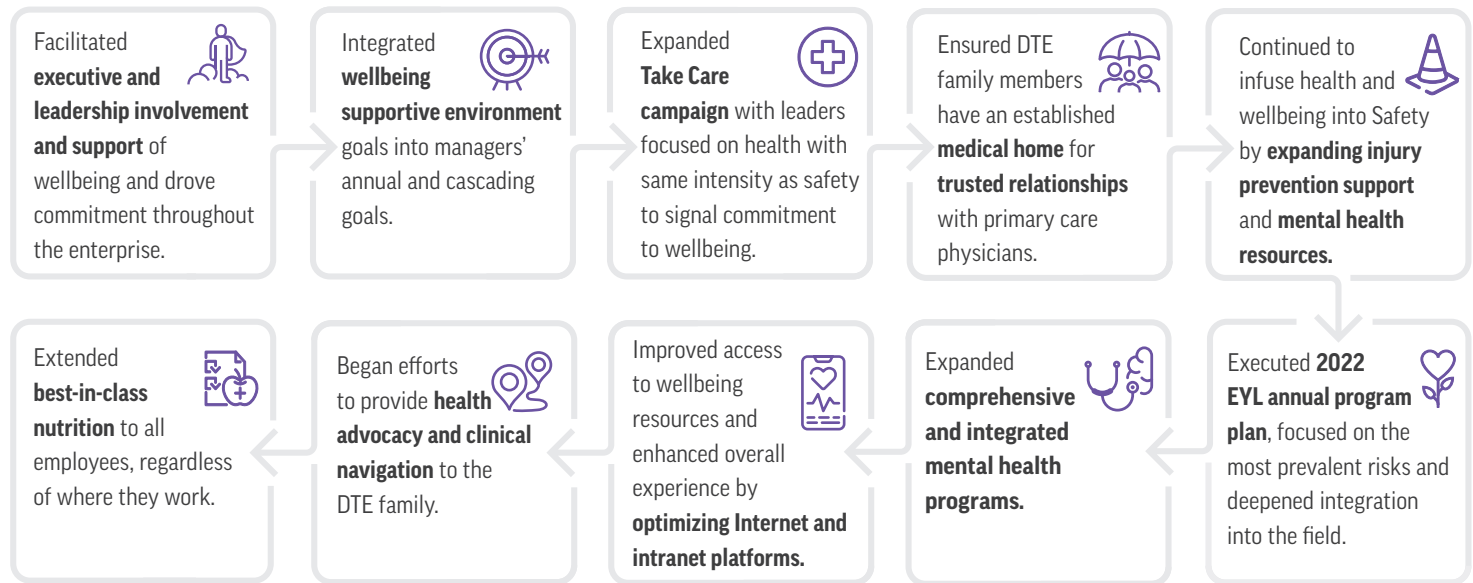 Facilitated
executive and
leadership involvement
and support of
wellbeing and drove
commitment throughout
the enterprise.
Integrated
wellbeing
supportive environment
goals into managers’
annual and cascading
goals.
Expanded
Take Care
campaign with leaders
focused on health with
same intensity as safety
to signal commitment
to wellbeing.
Ensured DTE
family members
have an established
medical home for
trusted relationships
with primary care
physicians.
Continued to
infuse health and
wellbeing into Safety
by expanding injury
prevention support
and mental health
resources.
Executed 2022
EYL annual program
plan, focused on the
most prevalent risks and
deepened integration
into the field.
Expanded
comprehensive
and integrated
mental health
programs.
Improved access
to wellbeing
resources and
enhanced overall
experience by
optimizing Internet and
intranet platforms.
Began efforts
to provide health
advocacy and clinical
navigation to the
DTE family.
Extended
best-in-class
nutrition to all
employees, regardless
of where they work.